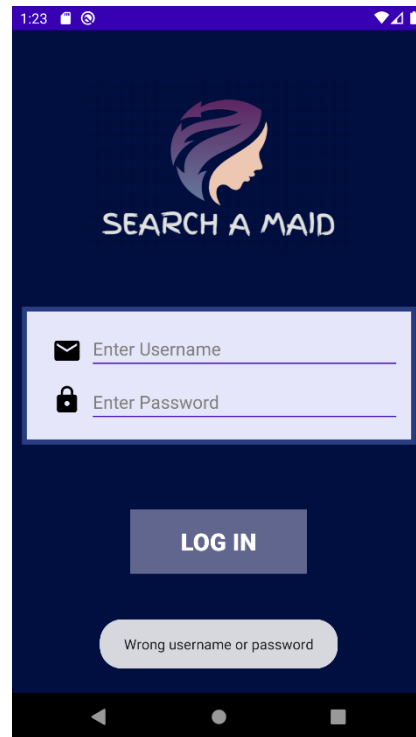 1:23
SEARCH A MAID
Enter Username
Enter Password
LOG IN
Wrong username or password